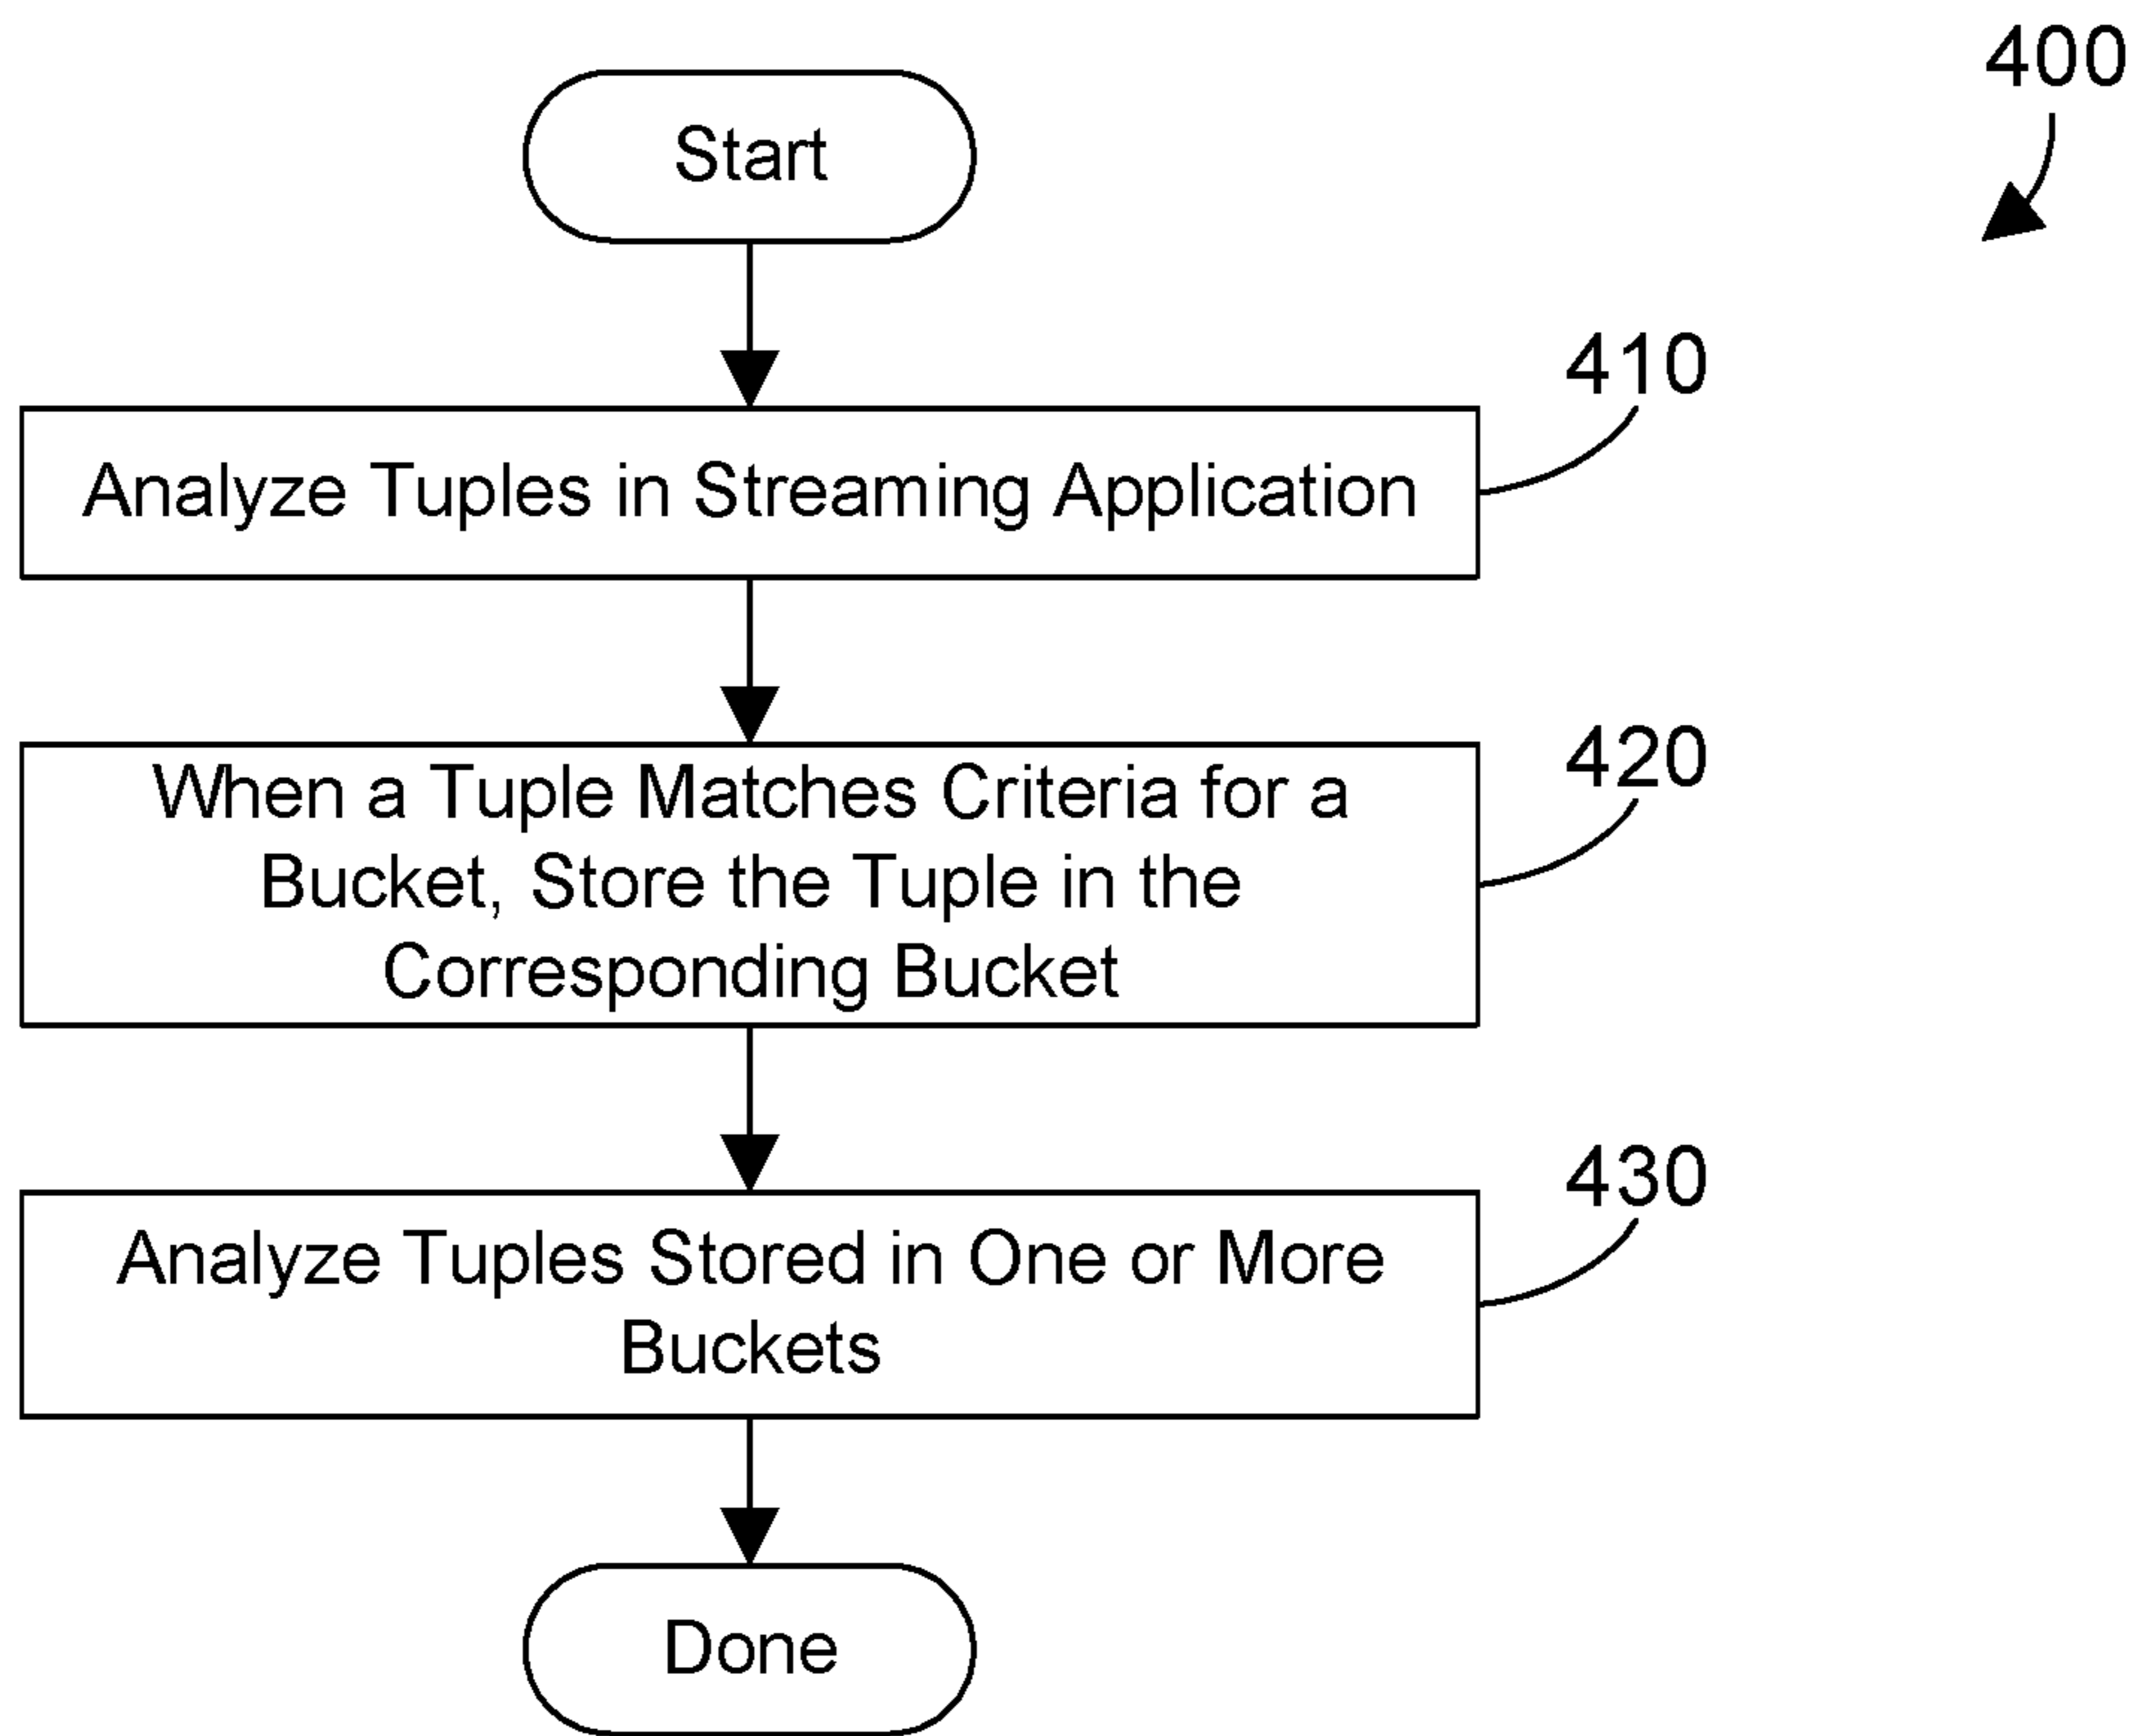 400
Start
410
Analyze Tuples in Streaming Application
420
When a Tuple Matches Criteria for a
Bucket, Store the Tuple in the
Corresponding Bucket
430
Analyze Tuples Stored in One or More
Buckets
Done